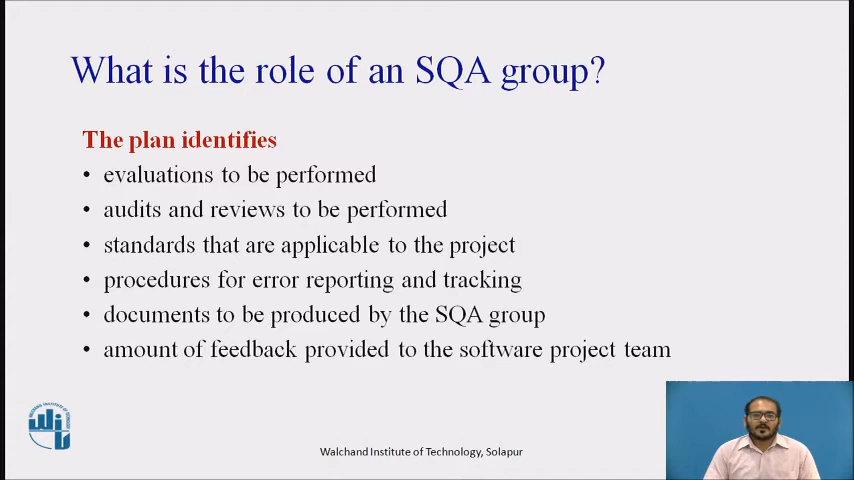 What is the role of an SQA group?
The plan identifies
• evaluations to be performed
• audits and reviews to be performed
• standards that are applicable to the project
• procedures for error reporting and tracking
• documents to be produced by the SQA group
• amount of feedback provided to the software project team
Walchand Institute of Technology, Solapur